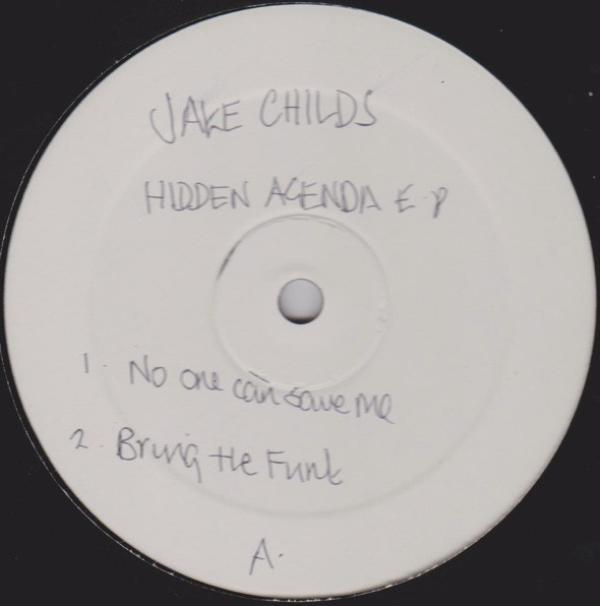 JAKE CHILDS
HIDDEN AGENDA E.P
1. No one can save me
2. Bring the Funk
A.